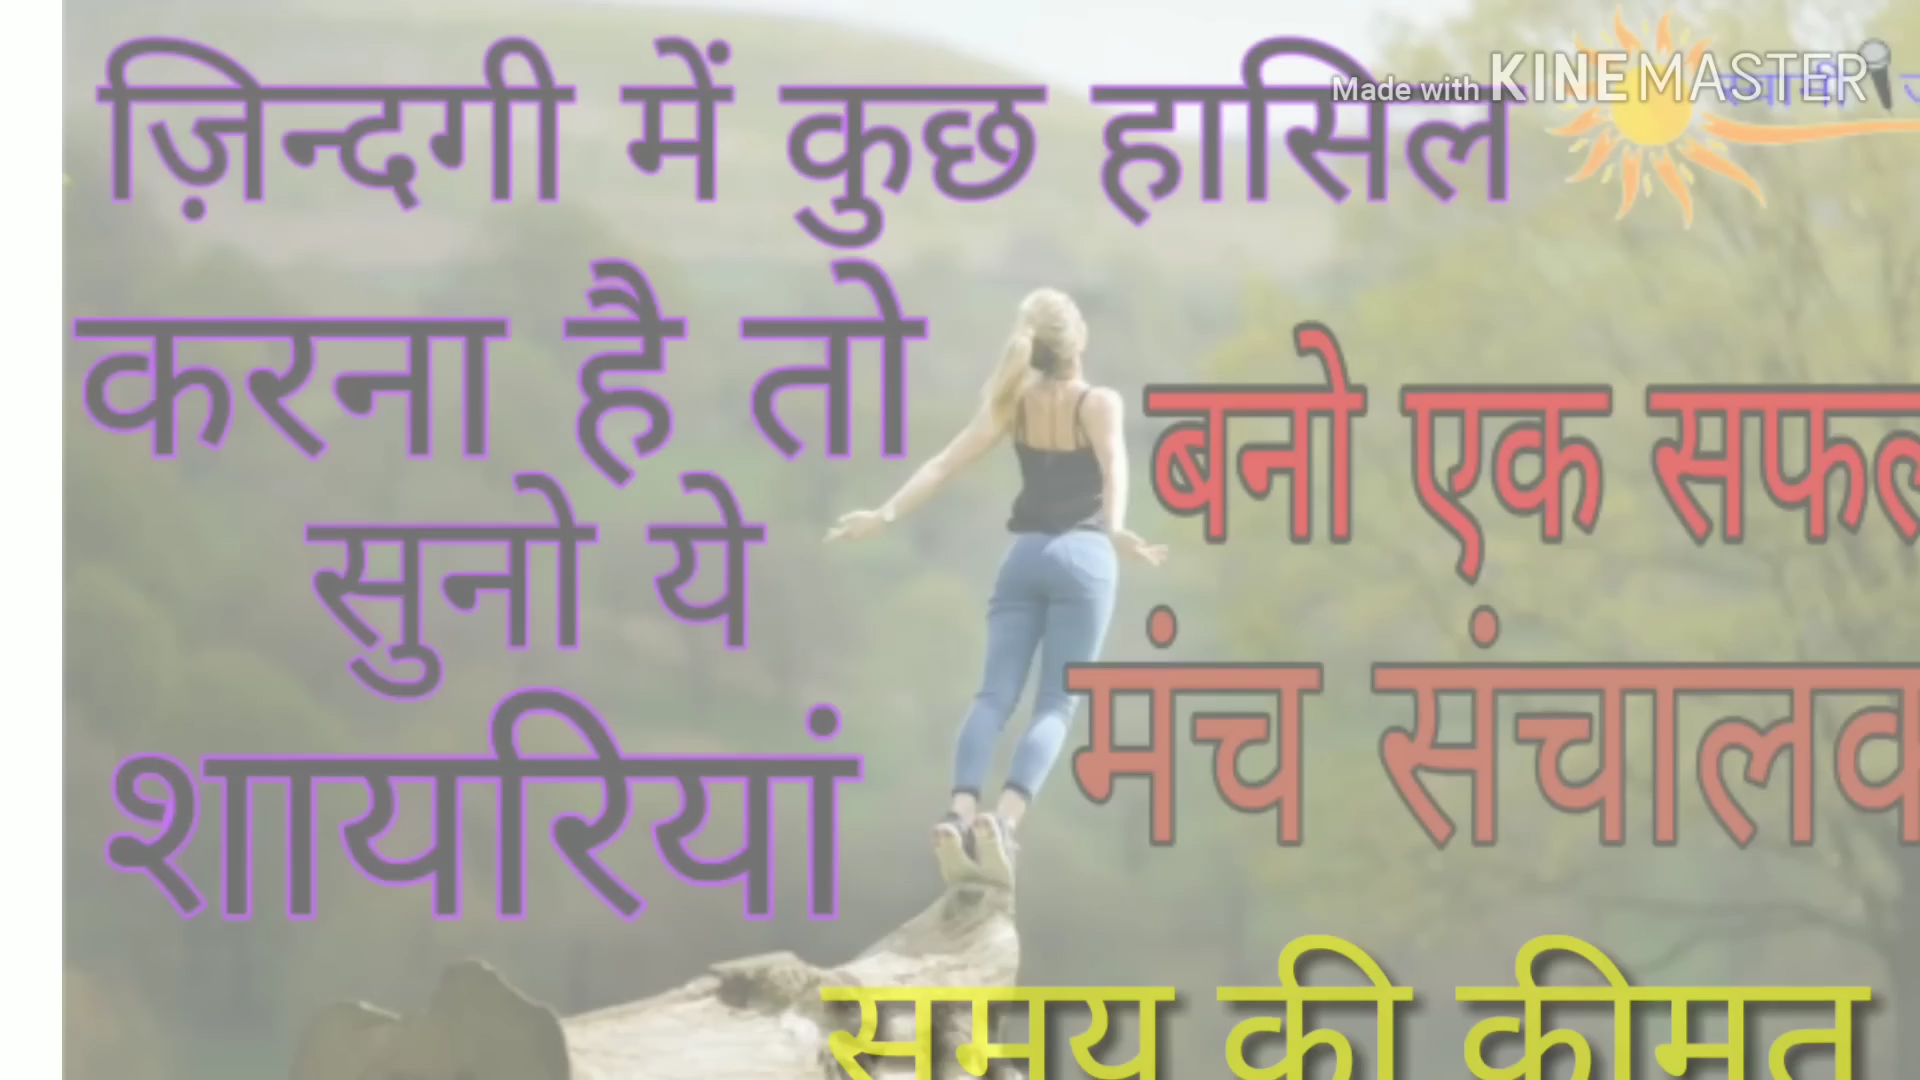 Made with KINEMASTER
ज़िन्दगी में कुछ हासिल
करना है तो
सुनो ये
शायरियां
बनो एक सफल
मंच संचालक
समय की कीमत